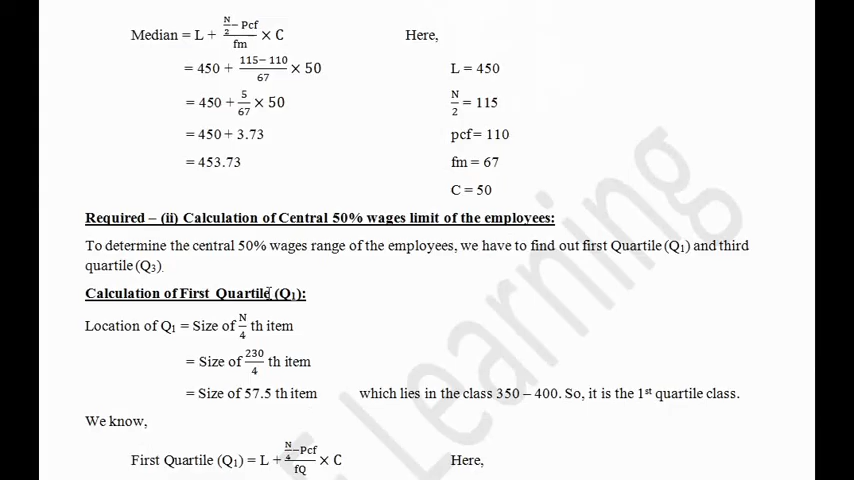 Median = L + (N/2 − Pcf)/fm × C Here,
= 450 + (115− 110)/67 × 50 L = 450
= 450 + 5/67 × 50 N/2 = 115
= 450 + 3.73 pcf= 110
= 453.73 fm = 67
C = 50
Required – (ii) Calculation of Central 50% wages limit of the employees:
To determine the central 50% wages range of the employees, we have to find out first Quartile (Q₁) and third
quartile (Q₃).
Calculation of First Quartile (Q₁):
Location of Q₁ = Size of N/4 th item
= Size of 230/4 th item
= Size of 57.5 th item which lies in the class 350 – 400. So, it is the 1ˢᵗ quartile class.
We know,
First Quartile (Q₁) = L + (N/4 −Pcf)/fQ × C Here,
Learning